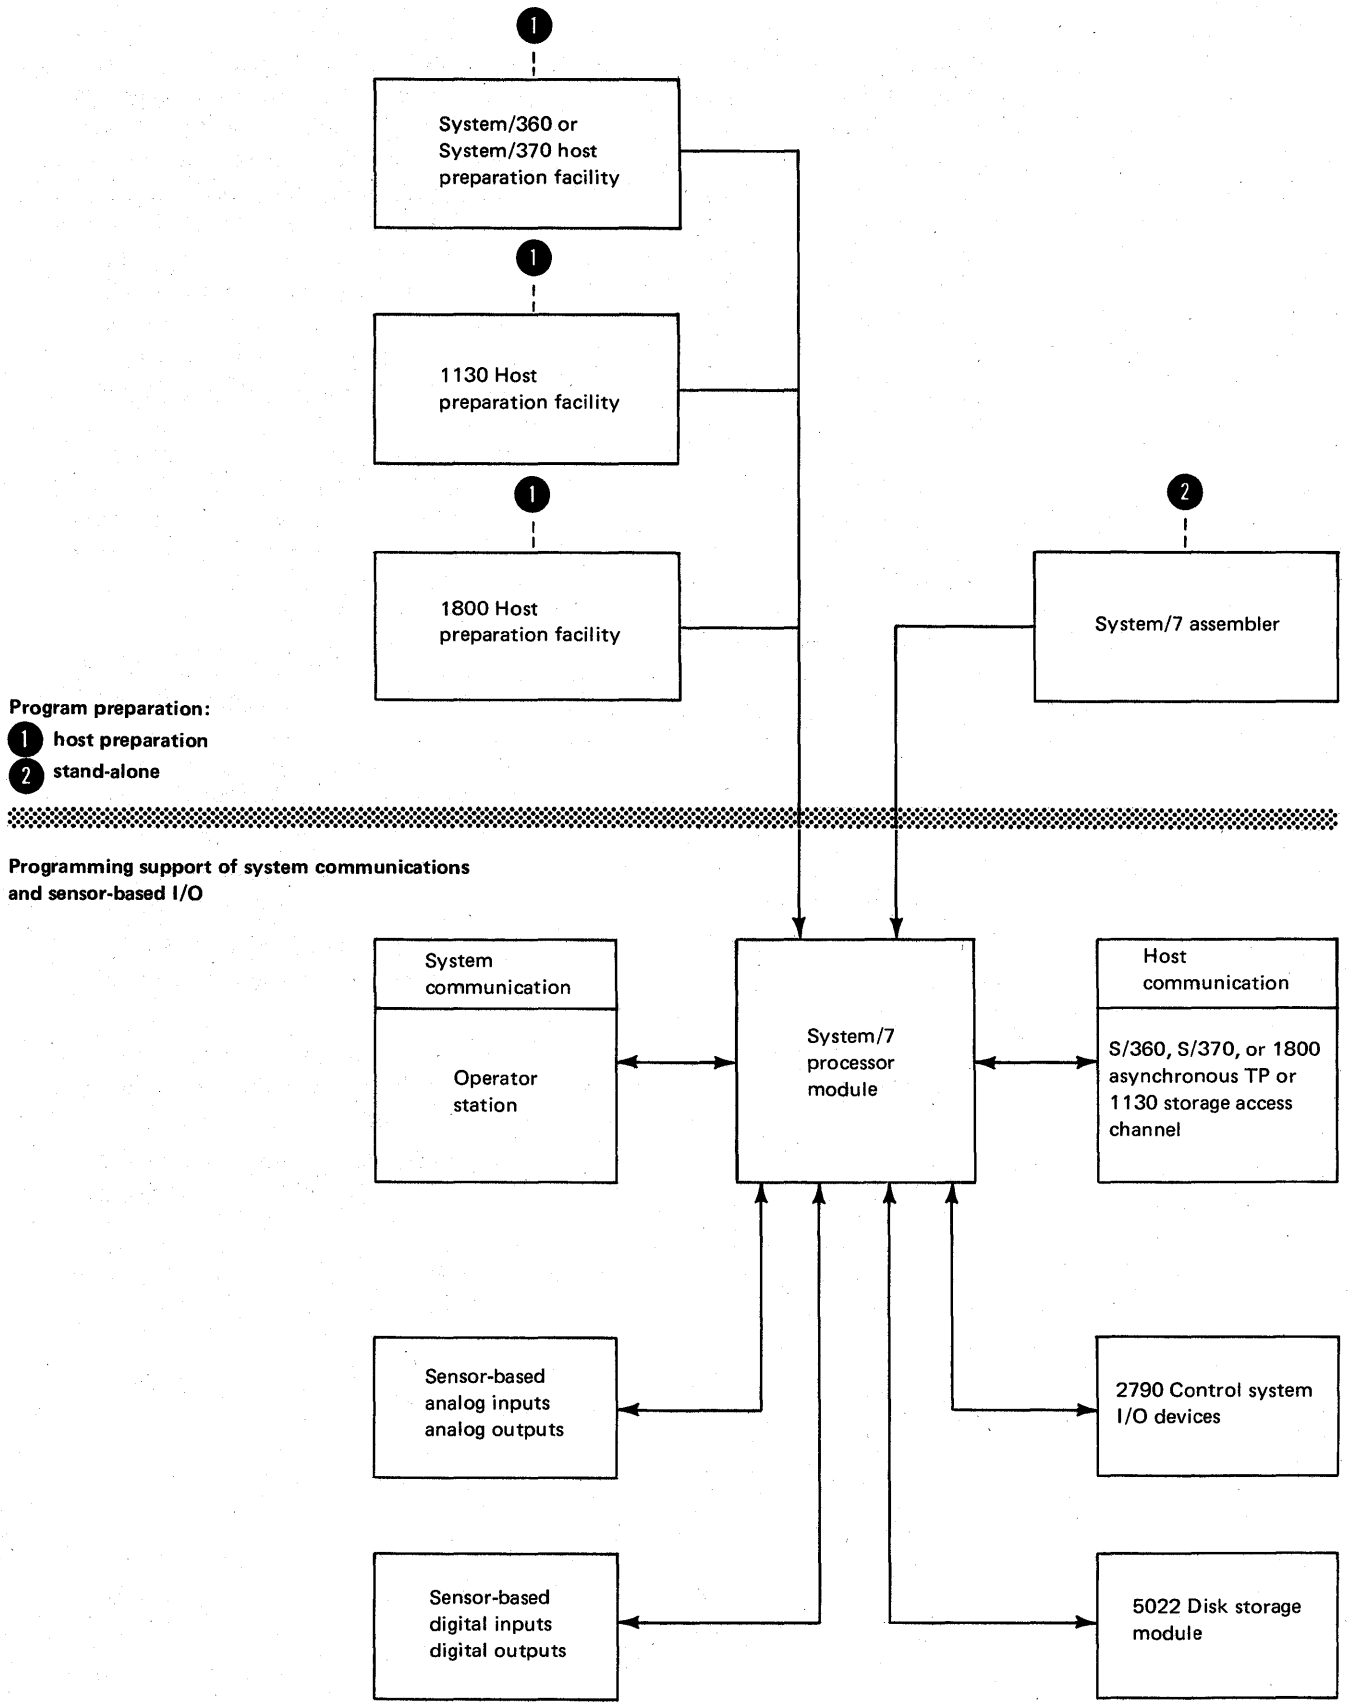 1
System/360 or
System/370 host
preparation facility
1
1130 Host
preparation facility
1
1800 Host
preparation facility
2
System/7 assembler
Program preparation:
1 host preparation
2 stand-alone
Programming support of system communications
and sensor-based I/O
System
communication
Operator
station
System/7
processor
module
Host
communication
S/360, S/370, or 1800
asynchronous TP or
1130 storage access
channel
Sensor-based
analog inputs
analog outputs
2790 Control system
I/O devices
Sensor-based
digital inputs
digital outputs
5022 Disk storage
module